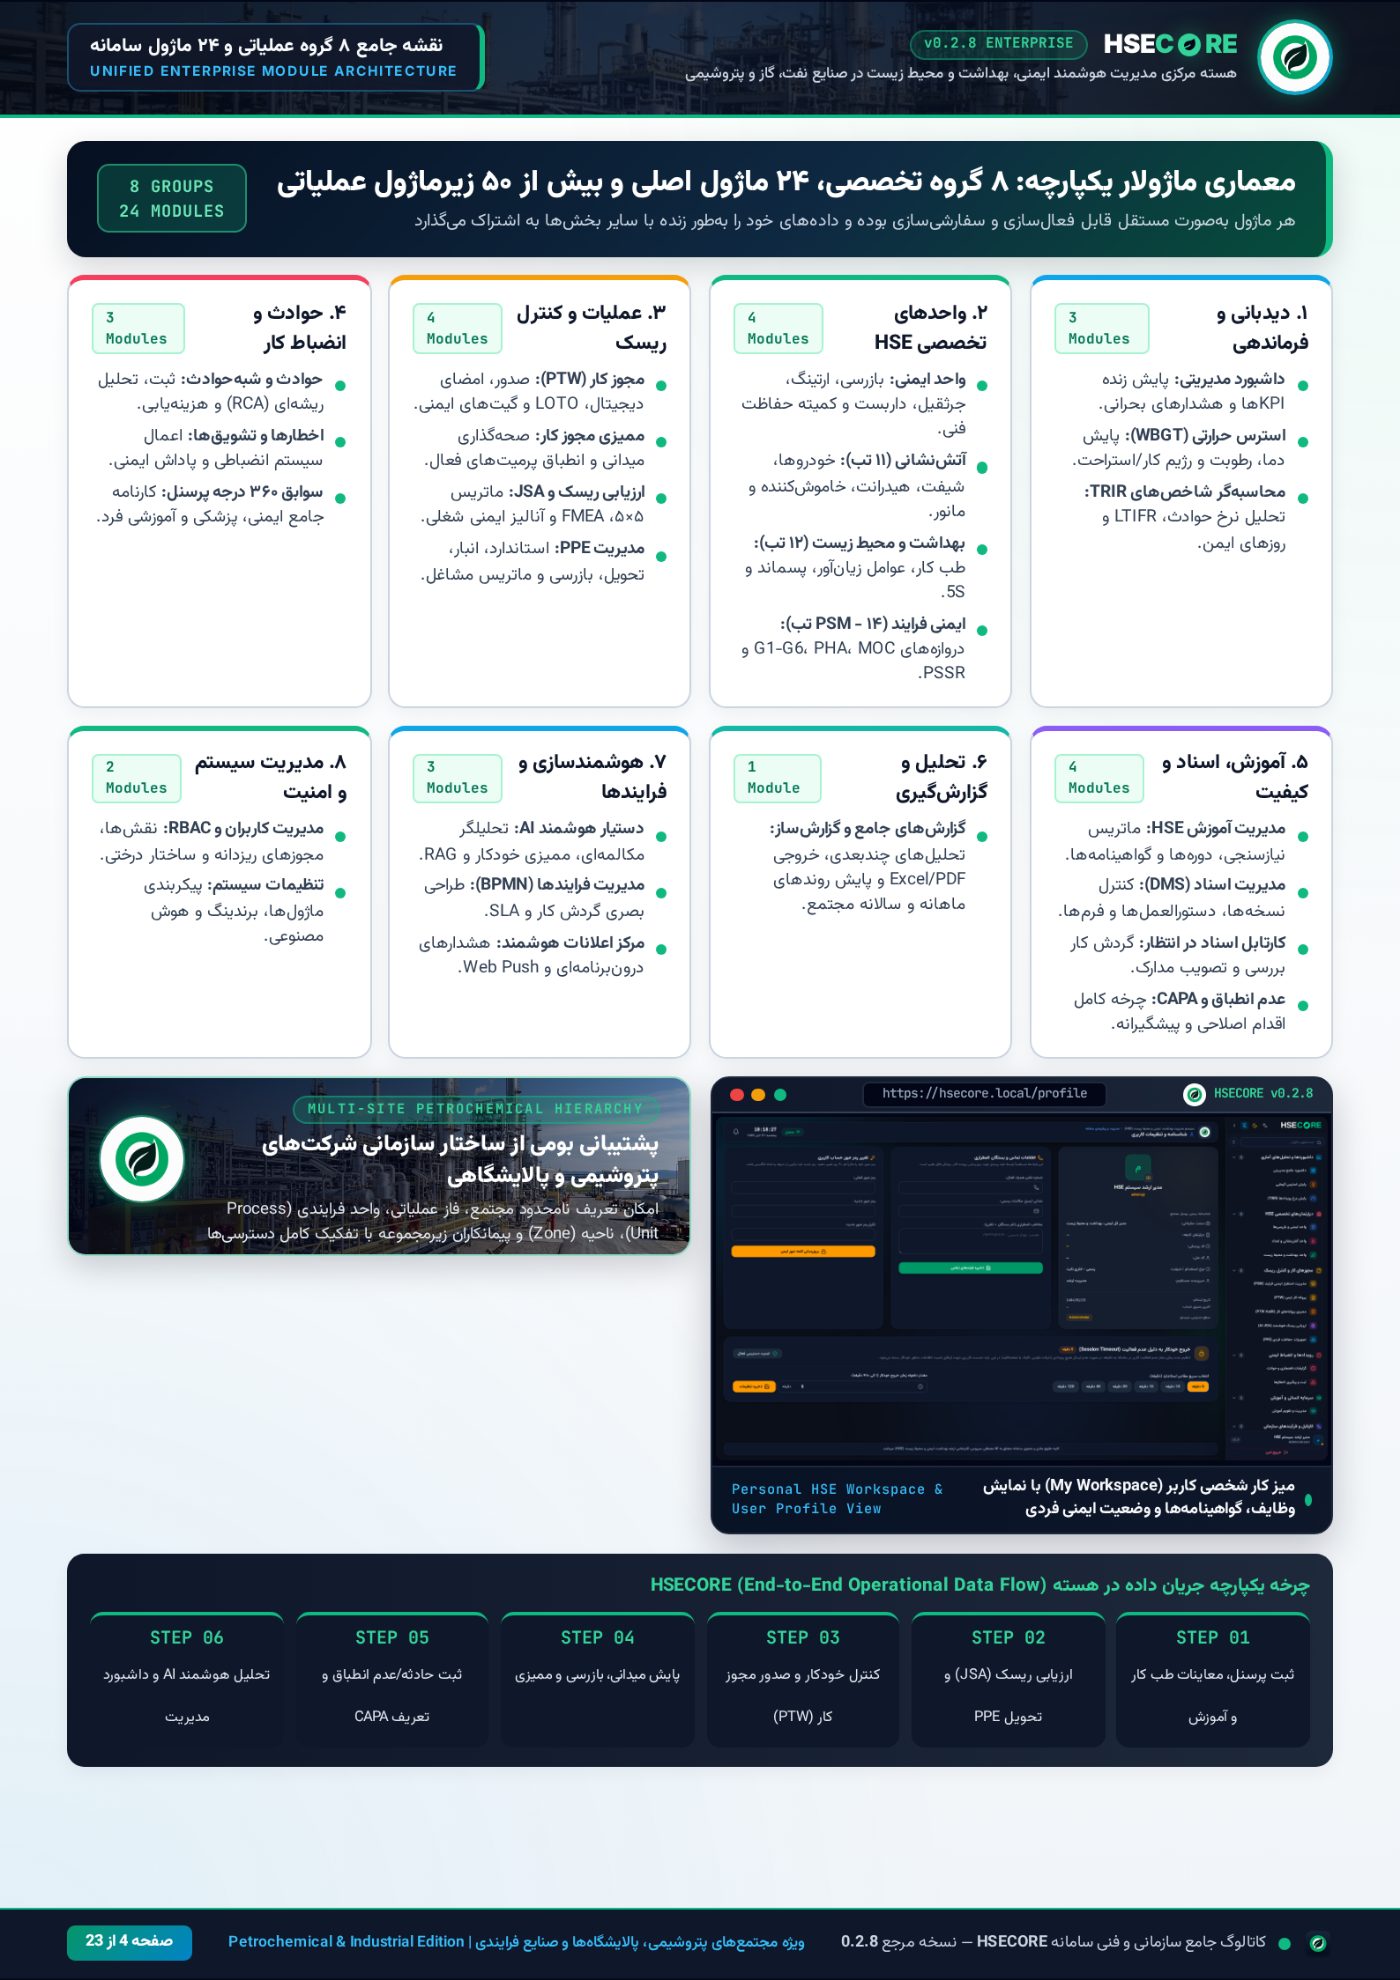 HSECORE
v0.2.8 ENTERPRISE
هسته مرکزی مدیریت هوشمند ایمنی، بهداشت و محیط زیست در صنایع نفت، گاز و پتروشیمی
نقشه جامع ۸ گروه عملیاتی و ۲۴ ماژول سامانه
UNIFIED ENTERPRISE MODULE ARCHITECTURE
معماری ماژولار یکپارچه: ۸ گروه تخصصی، ۲۴ ماژول اصلی و بیش از ۵۰ زیرماژول عملیاتی
هر ماژول به‌صورت مستقل قابل فعال‌سازی و سفارشی‌سازی بوده و داده‌های خود را به‌طور زنده با سایر بخش‌ها به اشتراک می‌گذارد
8 GROUPS
24 MODULES
۱. دیدبانی و
فرماندهی
3
Modules
داشبورد مدیریتی: پایش زنده
KPIها و هشدارهای بحرانی.
استرس حرارتی (WBGT): پایش
دما، رطوبت و رژیم کار/استراحت.
محاسبه‌گر شاخص‌های TRIR:
تحلیل نرخ حوادث، LTIFR و
روزهای ایمن.
۲. واحدهای
تخصصی HSE
4
Modules
واحد ایمنی: بازرسی، ارتینگ،
جرثقیل، داربست و کمیته حفاظت
فنی.
آتش‌نشانی (۱۱ تب): خودروها،
شیفت، هیدرانت، خاموش‌کننده و
مانور.
بهداشت و محیط زیست (۱۲ تب):
طب کار، عوامل زیان‌آور، پسماند و
5S.
ایمنی فرایند (PSM - ۱۴ تب):
دروازه‌های G1-G6، PHA، MOC و
PSSR.
۳. عملیات و کنترل
ریسک
4
Modules
مجوز کار (PTW): صدور، امضای
دیجیتال، LOTO و گیت‌های ایمنی.
ممیزی مجوز کار: صحه‌گذاری
میدانی و انطباق پرمیت‌های فعال.
ارزیابی ریسک و JSA: ماتریس
۵×۵، FMEA و آنالیز ایمنی شغلی.
مدیریت PPE: استاندارد، انبار،
تحویل، بازرسی و ماتریس مشاغل.
۴. حوادث و
انضباط کار
3
Modules
حوادث و شبه‌حوادث: ثبت، تحلیل
ریشه‌ای (RCA) و هزینه‌یابی.
اخطارها و تشویق‌ها: اعمال
سیستم انضباطی و پاداش ایمنی.
سوابق ۳۶۰ درجه پرسنل: کارنامه
جامع ایمنی، پزشکی و آموزشی فرد.
۵. آموزش، اسناد و
کیفیت
4
Modules
مدیریت آموزش HSE: ماتریس
نیازسنجی، دوره‌ها و گواهینامه‌ها.
مدیریت اسناد (DMS): کنترل
نسخه‌ها، دستورالعمل‌ها و فرم‌ها.
کارتابل اسناد در انتظار: گردش کار
بررسی و تصویب مدارک.
عدم انطباق و CAPA: چرخه کامل
اقدام اصلاحی و پیشگیرانه.
۶. تحلیل و
گزارش‌گیری
1
Module
گزارش‌های جامع و گزارش‌ساز:
تحلیل‌های چندبعدی، خروجی
Excel/PDF و پایش روندهای
ماهانه و سالانه مجتمع.
۷. هوشمندسازی و
فرایندها
3
Modules
دستیار هوشمند AI: تحلیلگر
مکالمه‌ای، ممیزی خودکار و RAG.
مدیریت فرایندها (BPMN): طراحی
بصری گردش کار و SLA.
مرکز اعلانات هوشمند: هشدارهای
درون‌برنامه‌ای و Web Push.
۸. مدیریت سیستم
و امنیت
2
Modules
مدیریت کاربران و RBAC: نقش‌ها،
مجوزهای ریزدانه و ساختار درختی.
تنظیمات سیستم: پیکربندی
ماژول‌ها، برندینگ و هوش
مصنوعی.
HSECORE v0.2.8
https://hsecore.local/profile
HSECORE
مدیر ارشد سیستم HSE
خروج خودکار به دلیل عدم فعالیت (Session Timeout)
میز کار شخصی کاربر (My Workspace) با نمایش
وظایف، گواهینامه‌ها و وضعیت ایمنی فردی
Personal HSE Workspace &
User Profile View
MULTI-SITE PETROCHEMICAL HIERARCHY
پشتیبانی بومی از ساختار سازمانی شرکت‌های
پتروشیمی و پالایشگاهی
امکان تعریف نامحدود مجتمع، فاز عملیاتی، واحد فرایندی (Process
Unit)، ناحیه (Zone) و پیمانکاران زیرمجموعه با تفکیک کامل دسترسی‌ها
چرخه یکپارچه جریان داده در هسته HSECORE (End-to-End Operational Data Flow)
STEP 01
ثبت پرسنل، معاینات طب کار
و آموزش
STEP 02
ارزیابی ریسک (JSA) و
تحویل PPE
STEP 03
کنترل خودکار و صدور مجوز
کار (PTW)
STEP 04
پایش میدانی، بازرسی و ممیزی
STEP 05
ثبت حادثه/عدم انطباق و
تعریف CAPA
STEP 06
تحلیل هوشمند AI و داشبورد
مدیریت
کاتالوگ جامع سازمانی و فنی سامانه HSECORE — نسخه مرجع 0.2.8
ویژه مجتمع‌های پتروشیمی، پالایشگاه‌ها و صنایع فرایندی | Petrochemical & Industrial Edition
صفحه 4 از 23